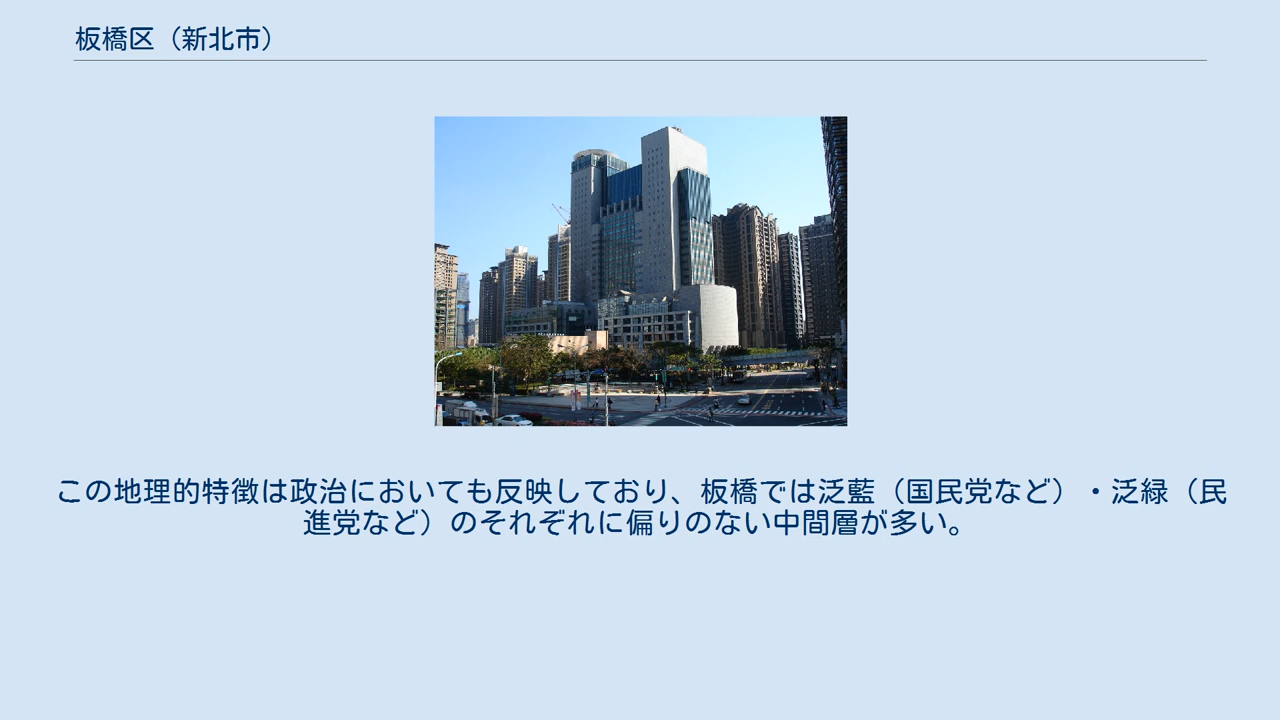 板橋区（新北市）
この地理的特徴は政治においても反映しており、板橋では泛藍（国民党など）・泛緑（民
進党など）のそれぞれに偏りのない中間層が多い。